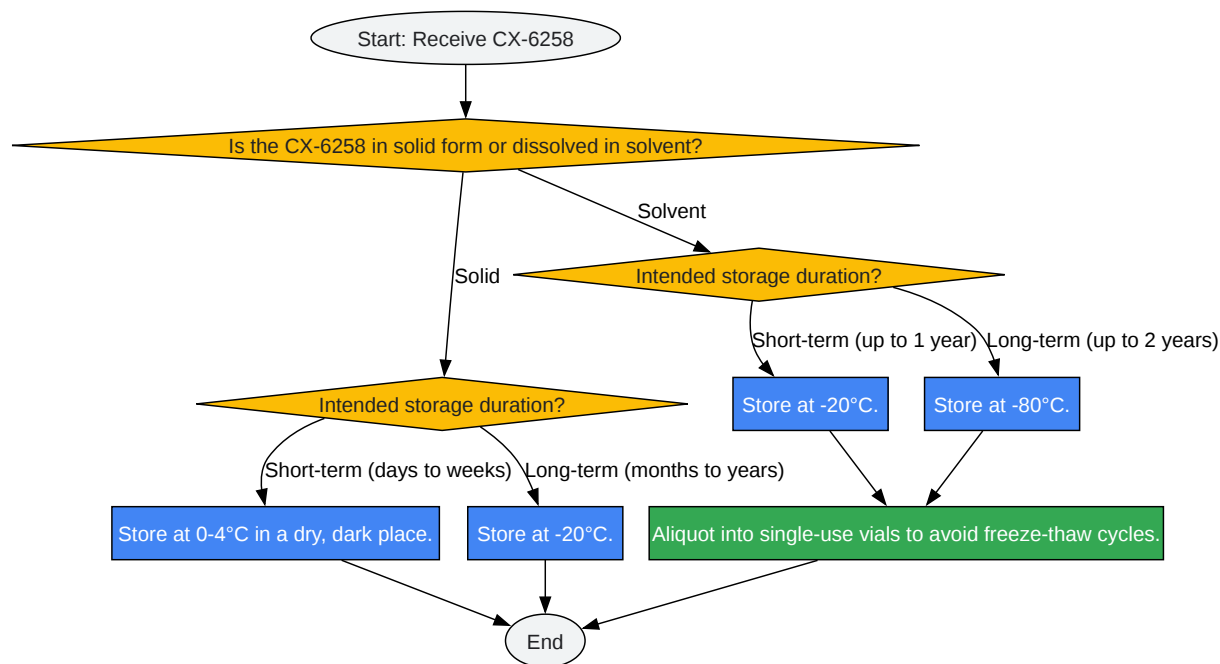 Start: Receive CX-6258
Is the CX-6258 in solid form or dissolved in solvent?
Solvent
Solid
Intended storage duration?
Short-term (up to 1 year)
Long-term (up to 2 years)
Store at -20°C.
Store at -80°C.
Intended storage duration?
Short-term (days to weeks)
Long-term (months to years)
Store at 0-4°C in a dry, dark place.
Store at -20°C.
Aliquot into single-use vials to avoid freeze-thaw cycles.
End